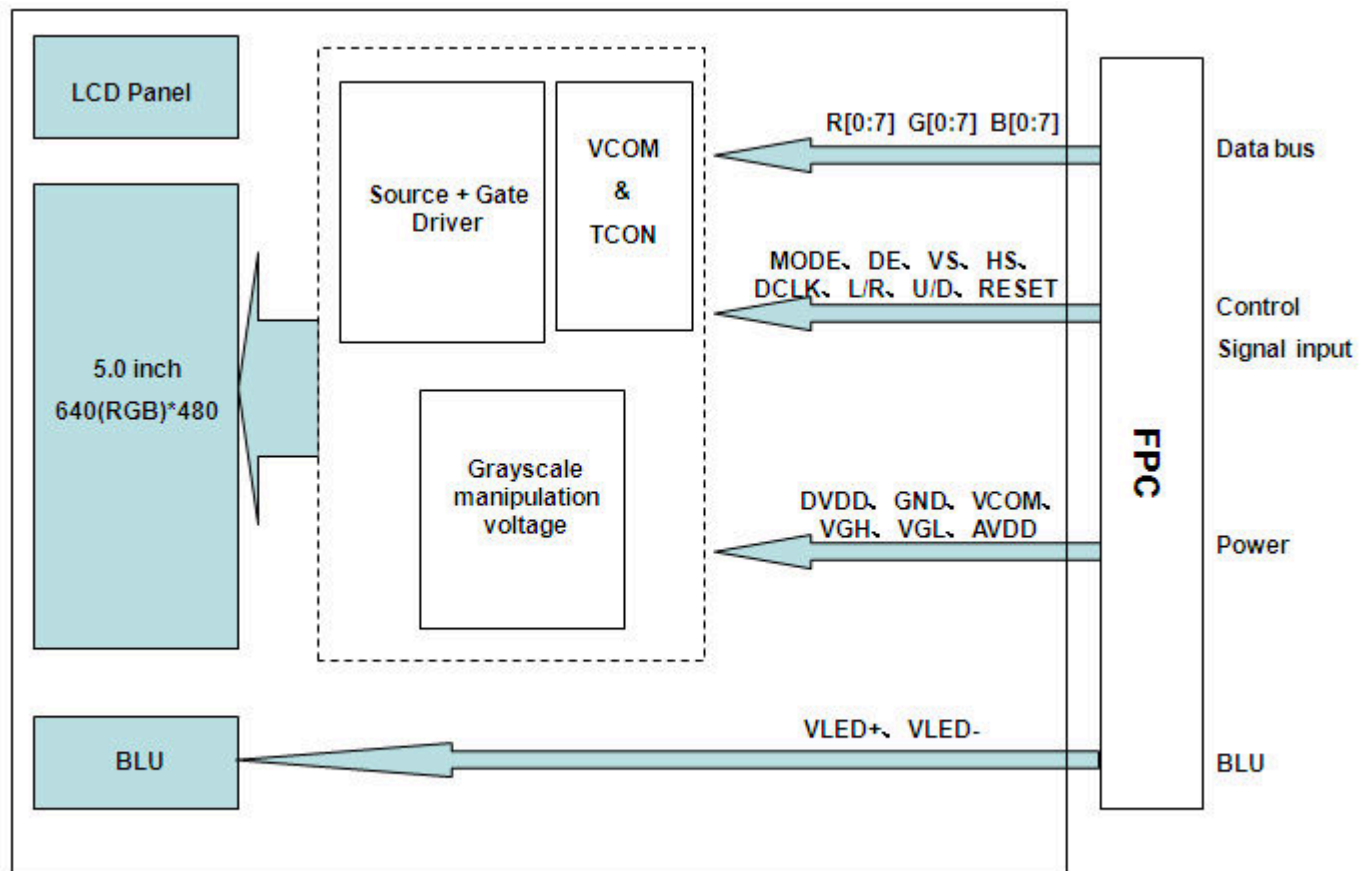 LCD Panel
5.0 inch
640(RGB)*480
BLU
Source + Gate
Driver
VCOM
&
TCON
Grayscale
manipulation
voltage
R[0:7] G[0:7] B[0:7]
MODE、DE、VS、HS、
DCLK、L/R、U/D、RESET
DVDD、GND、VCOM、
VGH、VGL、AVDD
VLED+、VLED-
FPC
Data bus
Control
Signal input
Power
BLU